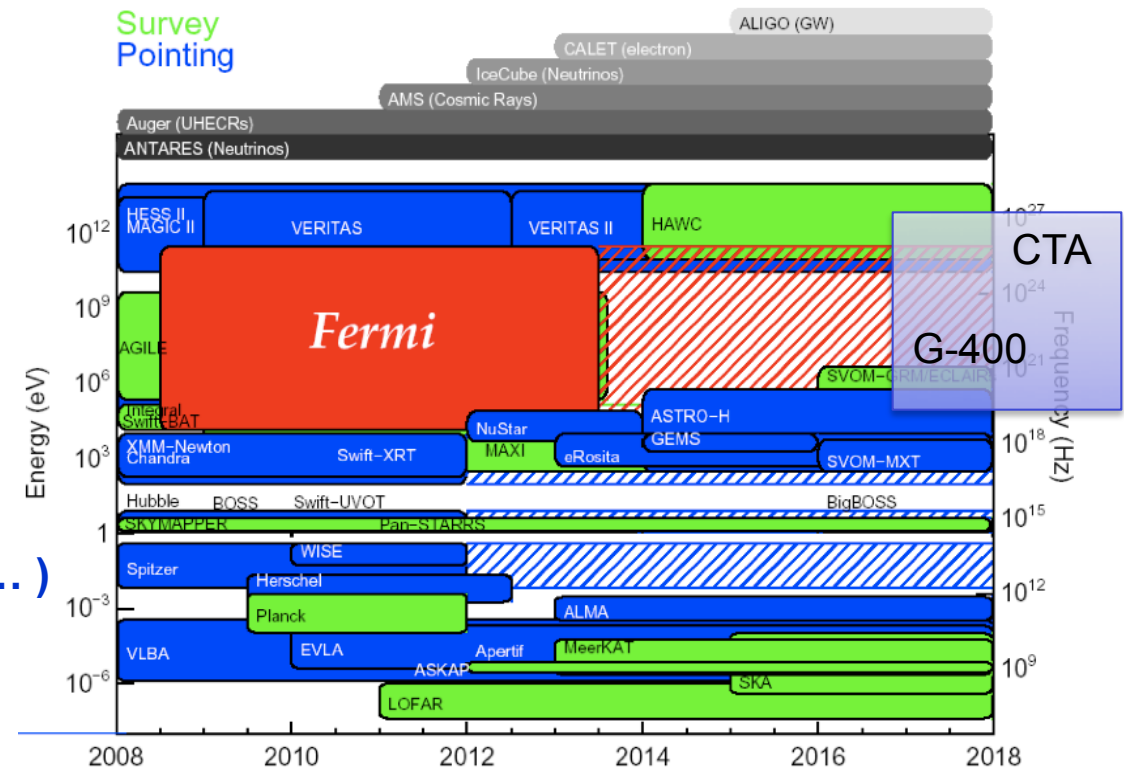 Survey
Pointing
ALIGO (GW)
CALET (electron)
IceCube (Neutrinos)
AMS (Cosmic Rays)
Auger (UHECRs)
ANTARES (Neutrinos)
HESS II
MAGIC II
VERITAS
VERITAS II
HAWC
CTA
Fermi
AGILE
G-400
SVOM-GRM/ECLAIRS
Integral
Swift-BAT
NuStar
ASTRO-H
GEMS
XMM-Newton
Chandra
Swift-XRT
MAXI
eRosita
SVOM-MXT
Hubble
BOSS
Swift-UVOT
BigBOSS
SKYMAPPER
Pan-STARRS
WISE
Spitzer
Herschel
Planck
ALMA
VLBA
EVLA
Apertif
MeerKAT
ASKAP
SKA
LOFAR
.. )
Energy (eV)
10^12
10^9
10^6
10^3
1
10^-3
10^-6
Frequency (Hz)
10^27
10^24
10^21
10^18
10^15
10^12
10^9
2008 2010 2012 2014 2016 2018